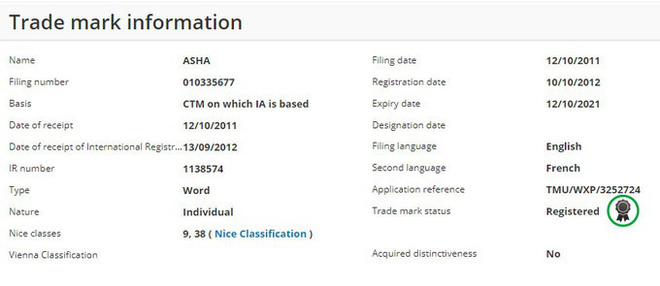 Trade mark information
Name ASHA Filing date 12/10/2011
Filing number 010335677 Registration date 10/10/2012
Basis CTM on which IA is based Expiry date 12/10/2021
Date of receipt 12/10/2011 Designation date
Date of receipt of International Registr... 13/09/2012 Filing language English
IR number 1138574 Second language French
Type Word Application reference TMU/WXP/3252724
Nature Individual Trade mark status Registered
Nice classes 9, 38 ( Nice Classification )
Vienna Classification Acquired distinctiveness No